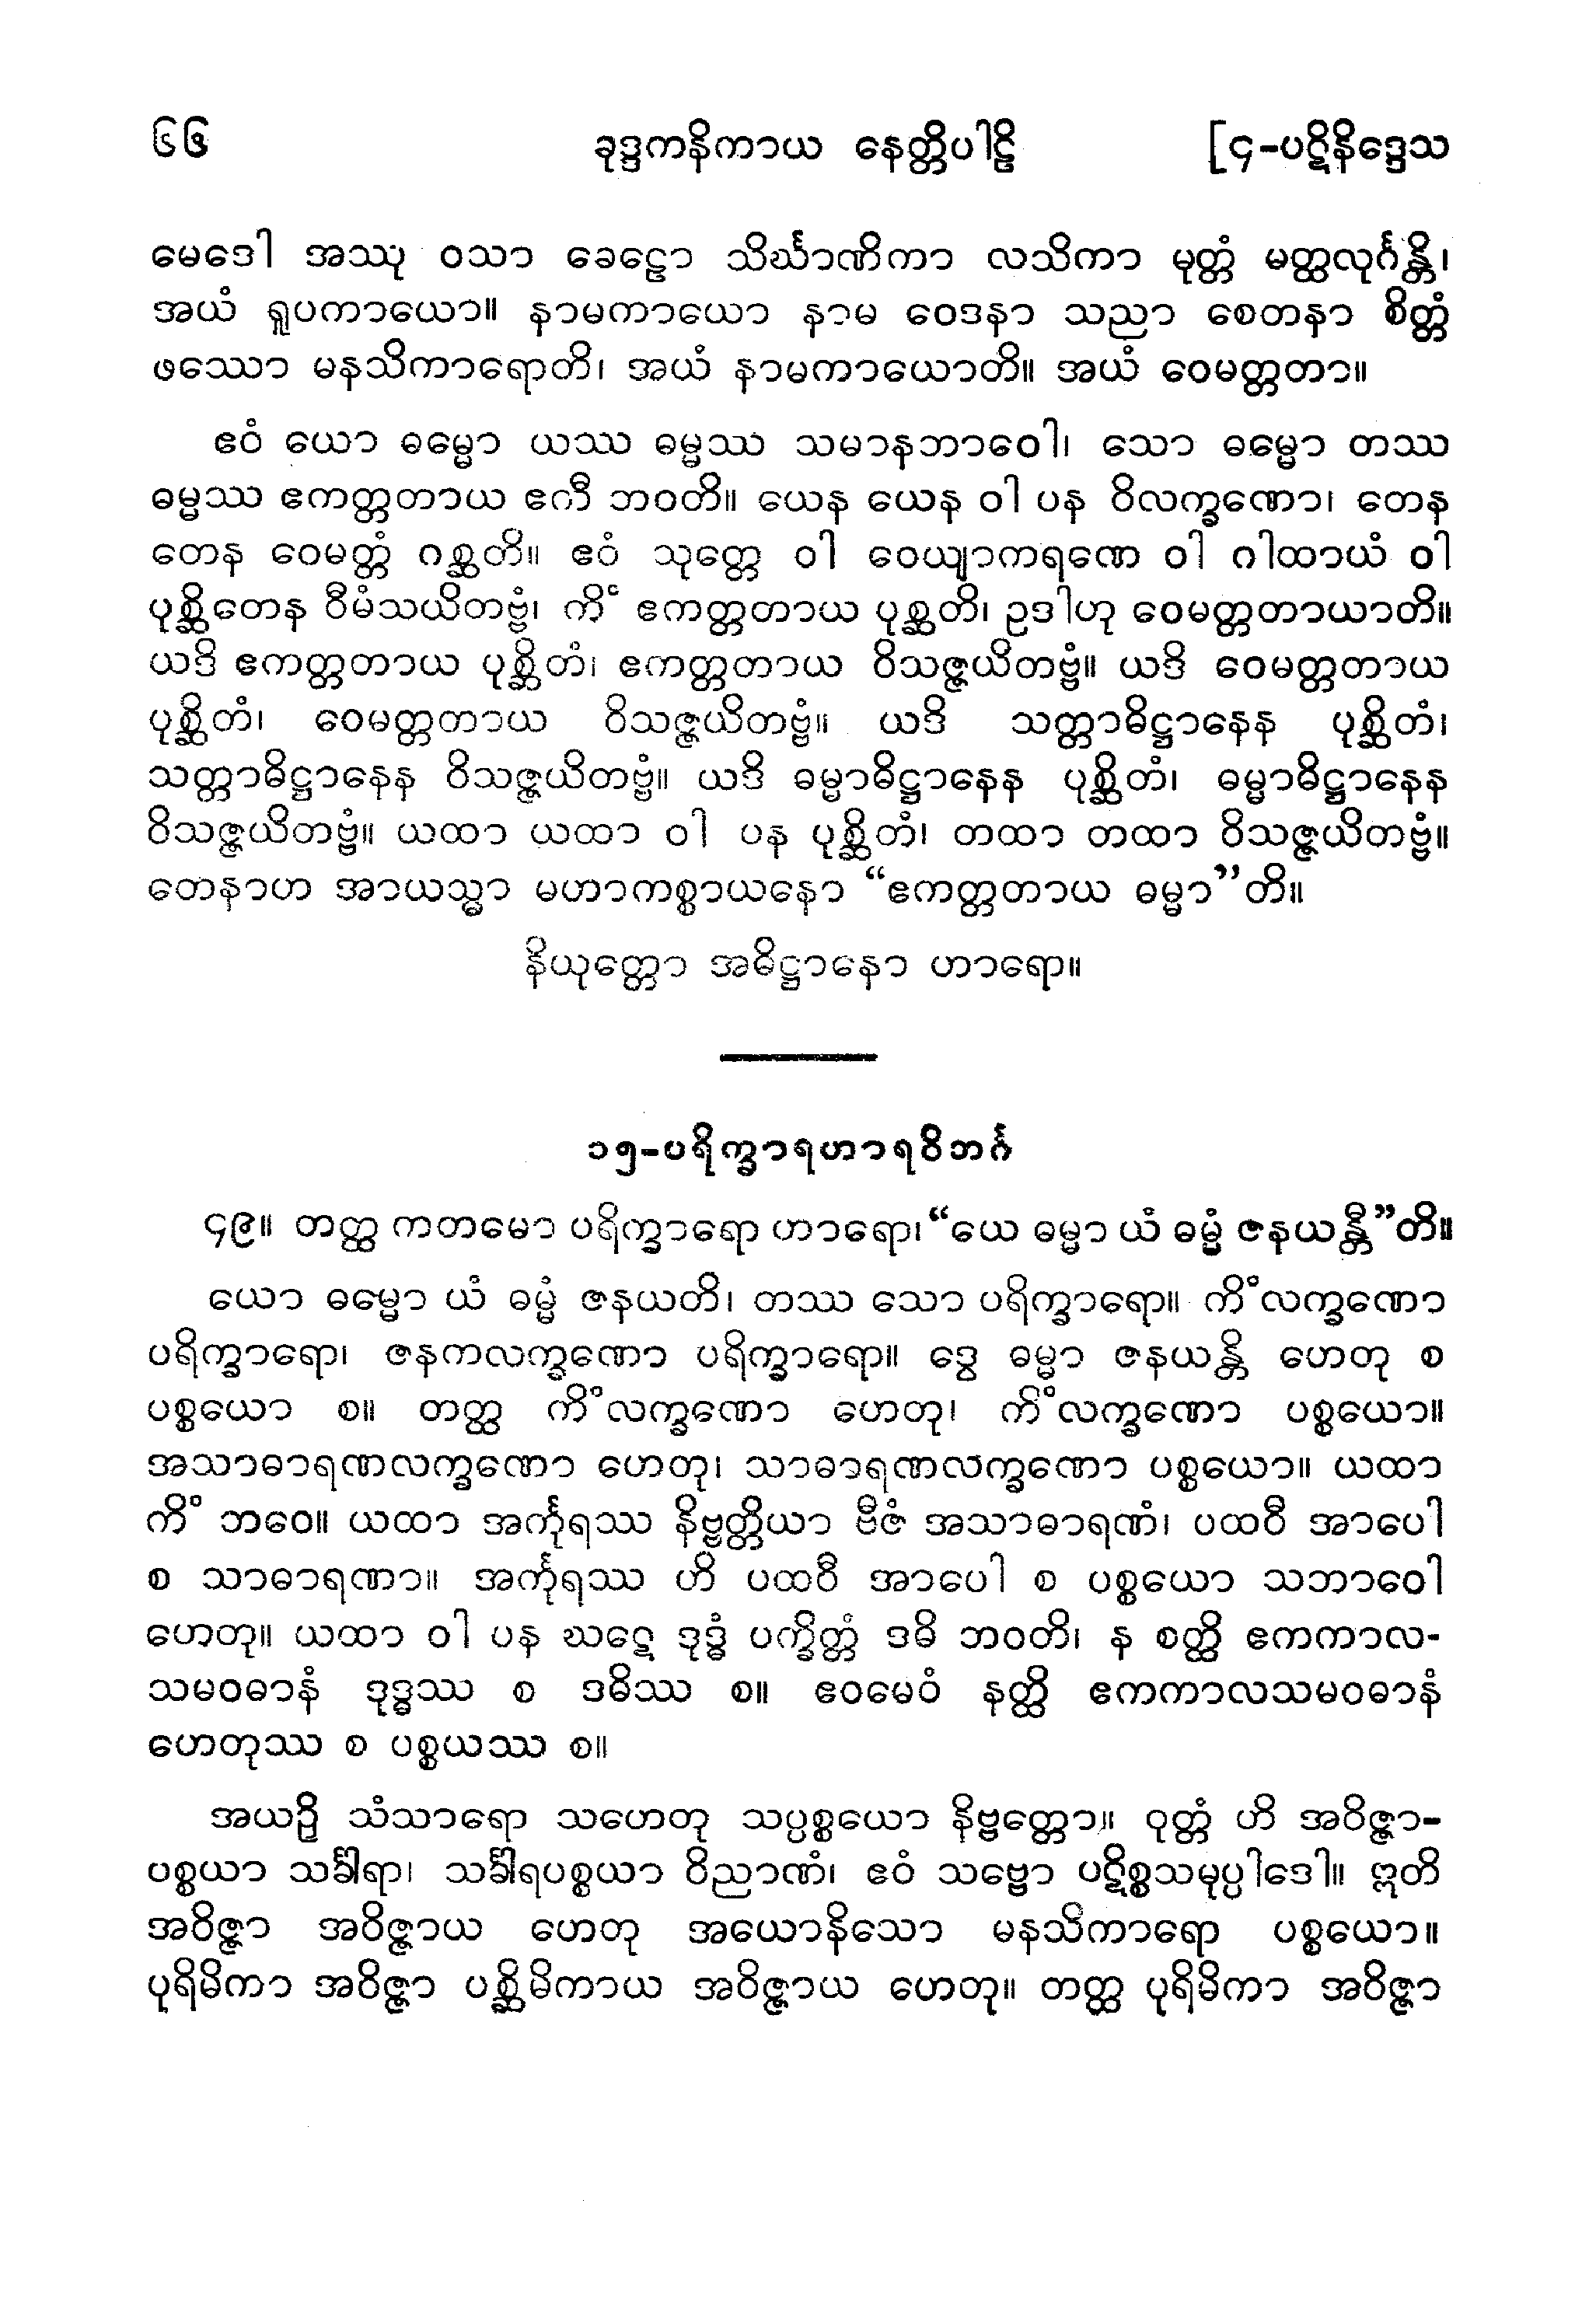 ၆၆ ခုဒ္ဒကနိကာယ နေတ္တိပါဠိ [၄-ပဋိနိဒ္ဒေသ
မေဒေါ အဿု ဝသာ ခေဠော သိင်္ဃာဏိကာ လသိကာ မုတ္တံ မတ္ထလုင်္ဂန္တိ၊
အယံ ရူပကာယော။ နာမကာယော နာမ ဝေဒနာ သညာ စေတနာ စိတ္တံ
ဖဿော မနသိကာရောတိ၊ အယံ နာမကာယောတိ။ အယံ ဝေမတ္တတာ။
ဧဝံ ယော ဓမ္မော ယဿ ဓမ္မဿ သမာနဘာဝေါ၊ သော ဓမ္မော တဿ
ဓမ္မဿ ဧကတ္တတာယ ဧကီ ဘဝတိ။ ယေန ယေန ဝါ ပန ဝိလက္ခဏော၊ တေန
တေန ဝေမတ္တံ ဂစ္ဆတိ။ ဧဝံ သုတ္တေ ဝါ ဝေယျာကရဏေ ဝါ ဂါထာယံ ဝါ
ပုစ္ဆိတေန ဝီမံသယိတဗ္ဗံ၊ ကိံ ဧကတ္တတာယ ပုစ္ဆတိ၊ ဥဒါဟု ဝေမတ္တတာယာတိ။
ယဒိ ဧကတ္တတာယ ပုစ္ဆိတံ၊ ဧကတ္တတာယ ဝိသဇ္ဇယိတဗ္ဗံ။ ယဒိ ဝေမတ္တတာယ
ပုစ္ဆိတံ၊ ဝေမတ္တတာယ ဝိသဇ္ဇယိတဗ္ဗံ။ ယဒိ သတ္တာဓိဋ္ဌာနေန ပုစ္ဆိတံ၊
သတ္တာဓိဋ္ဌာနေန ဝိသဇ္ဇယိတဗ္ဗံ။ ယဒိ ဓမ္မာဓိဋ္ဌာနေန ပုစ္ဆိတံ၊ ဓမ္မာဓိဋ္ဌာနေန
ဝိသဇ္ဇယိတဗ္ဗံ။ ယထာ ယထာ ဝါ ပန ပုစ္ဆိတံ၊ တထာ တထာ ဝိသဇ္ဇယိတဗ္ဗံ။
တေနာဟ အာယသ္မာ မဟာကစ္စာယနော “ဧကတ္တတာယ ဓမ္မာ”တိ။
နိယုတ္တော အဓိဋ္ဌာနော ဟာရော။
၁၅-ပရိက္ခာရဟာရဝိဘင်္ဂ
၄၉။ တတ္ထ ကတမော ပရိက္ခာရော ဟာရော၊ “ယေ ဓမ္မာ ယံ ဓမ္မံ ဇနယန္တီ”တိ။
ယော ဓမ္မော ယံ ဓမ္မံ ဇနယတိ၊ တဿ သော ပရိက္ခာရော။ ကိံလက္ခဏော
ပရိက္ခာရော၊ ဇနကလက္ခဏော ပရိက္ခာရော။ ဒွေ ဓမ္မာ ဇနယန္တိ ဟေတု စ
ပစ္စယော စ။ တတ္ထ ကိံလက္ခဏော ဟေတု၊ ကိံလက္ခဏော ပစ္စယော။
အသာဓာရဏလက္ခဏော ဟေတု၊ သာဓာရဏလက္ခဏော ပစ္စယော။ ယထာ
ကိံ ဘဝေ။ ယထာ အင်္ကုရဿ နိဗ္ဗတ္တိယာ ဗီဇံ အသာဓာရဏံ၊ ပထဝီ အာပေါ
စ သာဓာရဏာ။ အင်္ကုရဿ ဟိ ပထဝီ အာပေါ စ ပစ္စယော သဘာဝေါ
ဟေတု။ ယထာ ဝါ ပန ဃဋေ ဒုဒ္ဓံ ပက္ခိတ္တံ ဒဓိ ဘဝတိ၊ န စတ္ထိ ဧကကာလ-
သမဝဓာနံ ဒုဒ္ဓဿ စ ဒဓိဿ စ။ ဧဝမေဝံ နတ္ထိ ဧကကာလသမဝဓာနံ
ဟေတုဿ စ ပစ္စယဿ စ။
အယဉှိ သံသာရော သဟေတု သပ္ပစ္စယော နိဗ္ဗတ္တော။ ဝုတ္တံ ဟိ အဝိဇ္ဇာ-
ပစ္စယာ သင်္ခါရာ၊ သင်္ခါရပစ္စယာ ဝိညာဏံ၊ ဧဝံ သဗ္ဗော ပဋိစ္စသမုပ္ပါဒေါ။ ဣတိ
အဝိဇ္ဇာ အဝိဇ္ဇာယ ဟေတု အယောနိသော မနသိကာရော ပစ္စယော။
ပုရိမိကာ အဝိဇ္ဇာ ပစ္ဆိမိကာယ အဝိဇ္ဇာယ ဟေတု။ တတ္ထ ပုရိမိကာ အဝိဇ္ဇာ